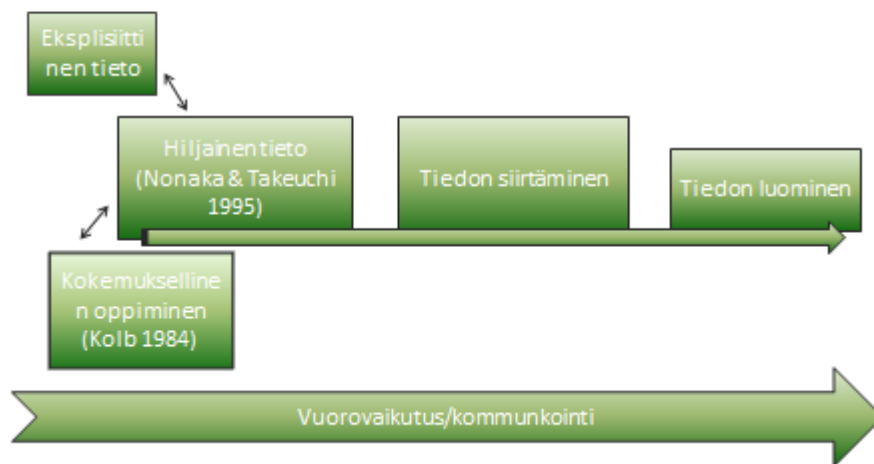 Eksplisiitti
nen tieto
Hiljainen tieto
(Nonaka & Takeuchi
1995)
Tiedon siirtäminen
Tiedon luominen
Kokemukselline
n oppiminen
(Kolb 1984)
Vuorovaikutus/kommunkointi